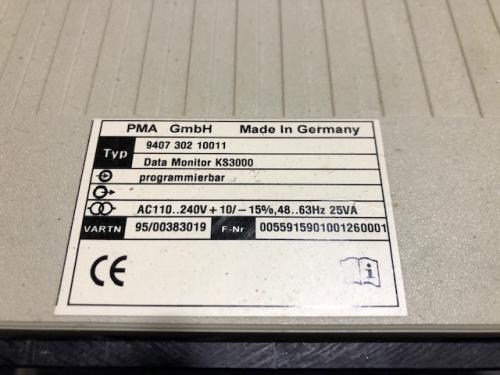 PMA GmbH Made In Germany
Typ 9407 302 10011
Data Monitor KS3000
programmierbar
AC110..240V+10/-15%,48..63Hz 25VA
VARTN 95/00383019 F-Nr 0055915901001260001
CE
i